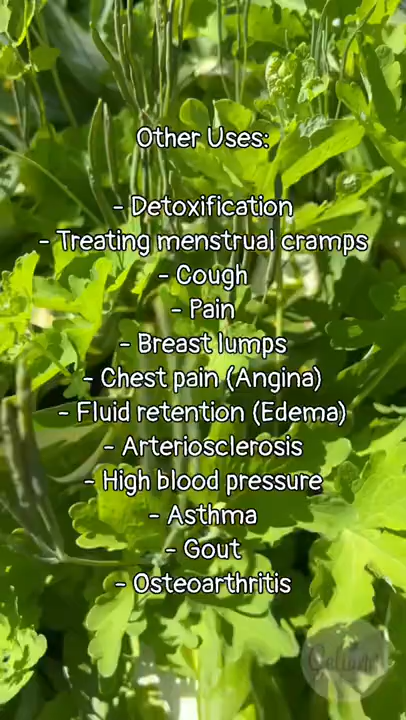 Other Uses:
- Detoxification
- Treating menstrual cramps
- Cough
- Pain
- Breast lumps
- Chest pain (Angina)
- Fluid retention (Edema)
- Arteriosclerosis
- High blood pressure
- Asthma
- Gout
- Osteoarthritis